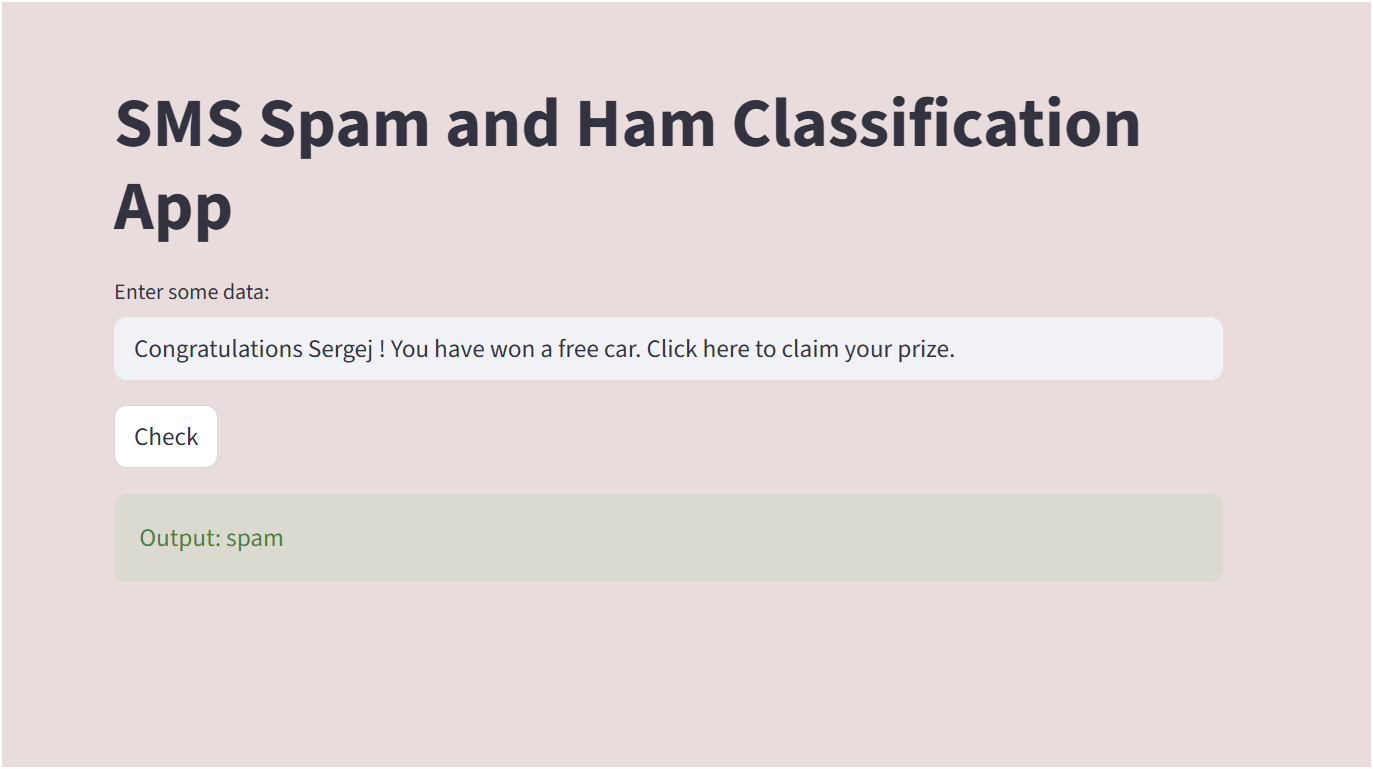 SMS Spam and Ham Classification
App
Enter some data:
Congratulations Sergej ! You have won a free car. Click here to claim your prize.
Check
Output: spam